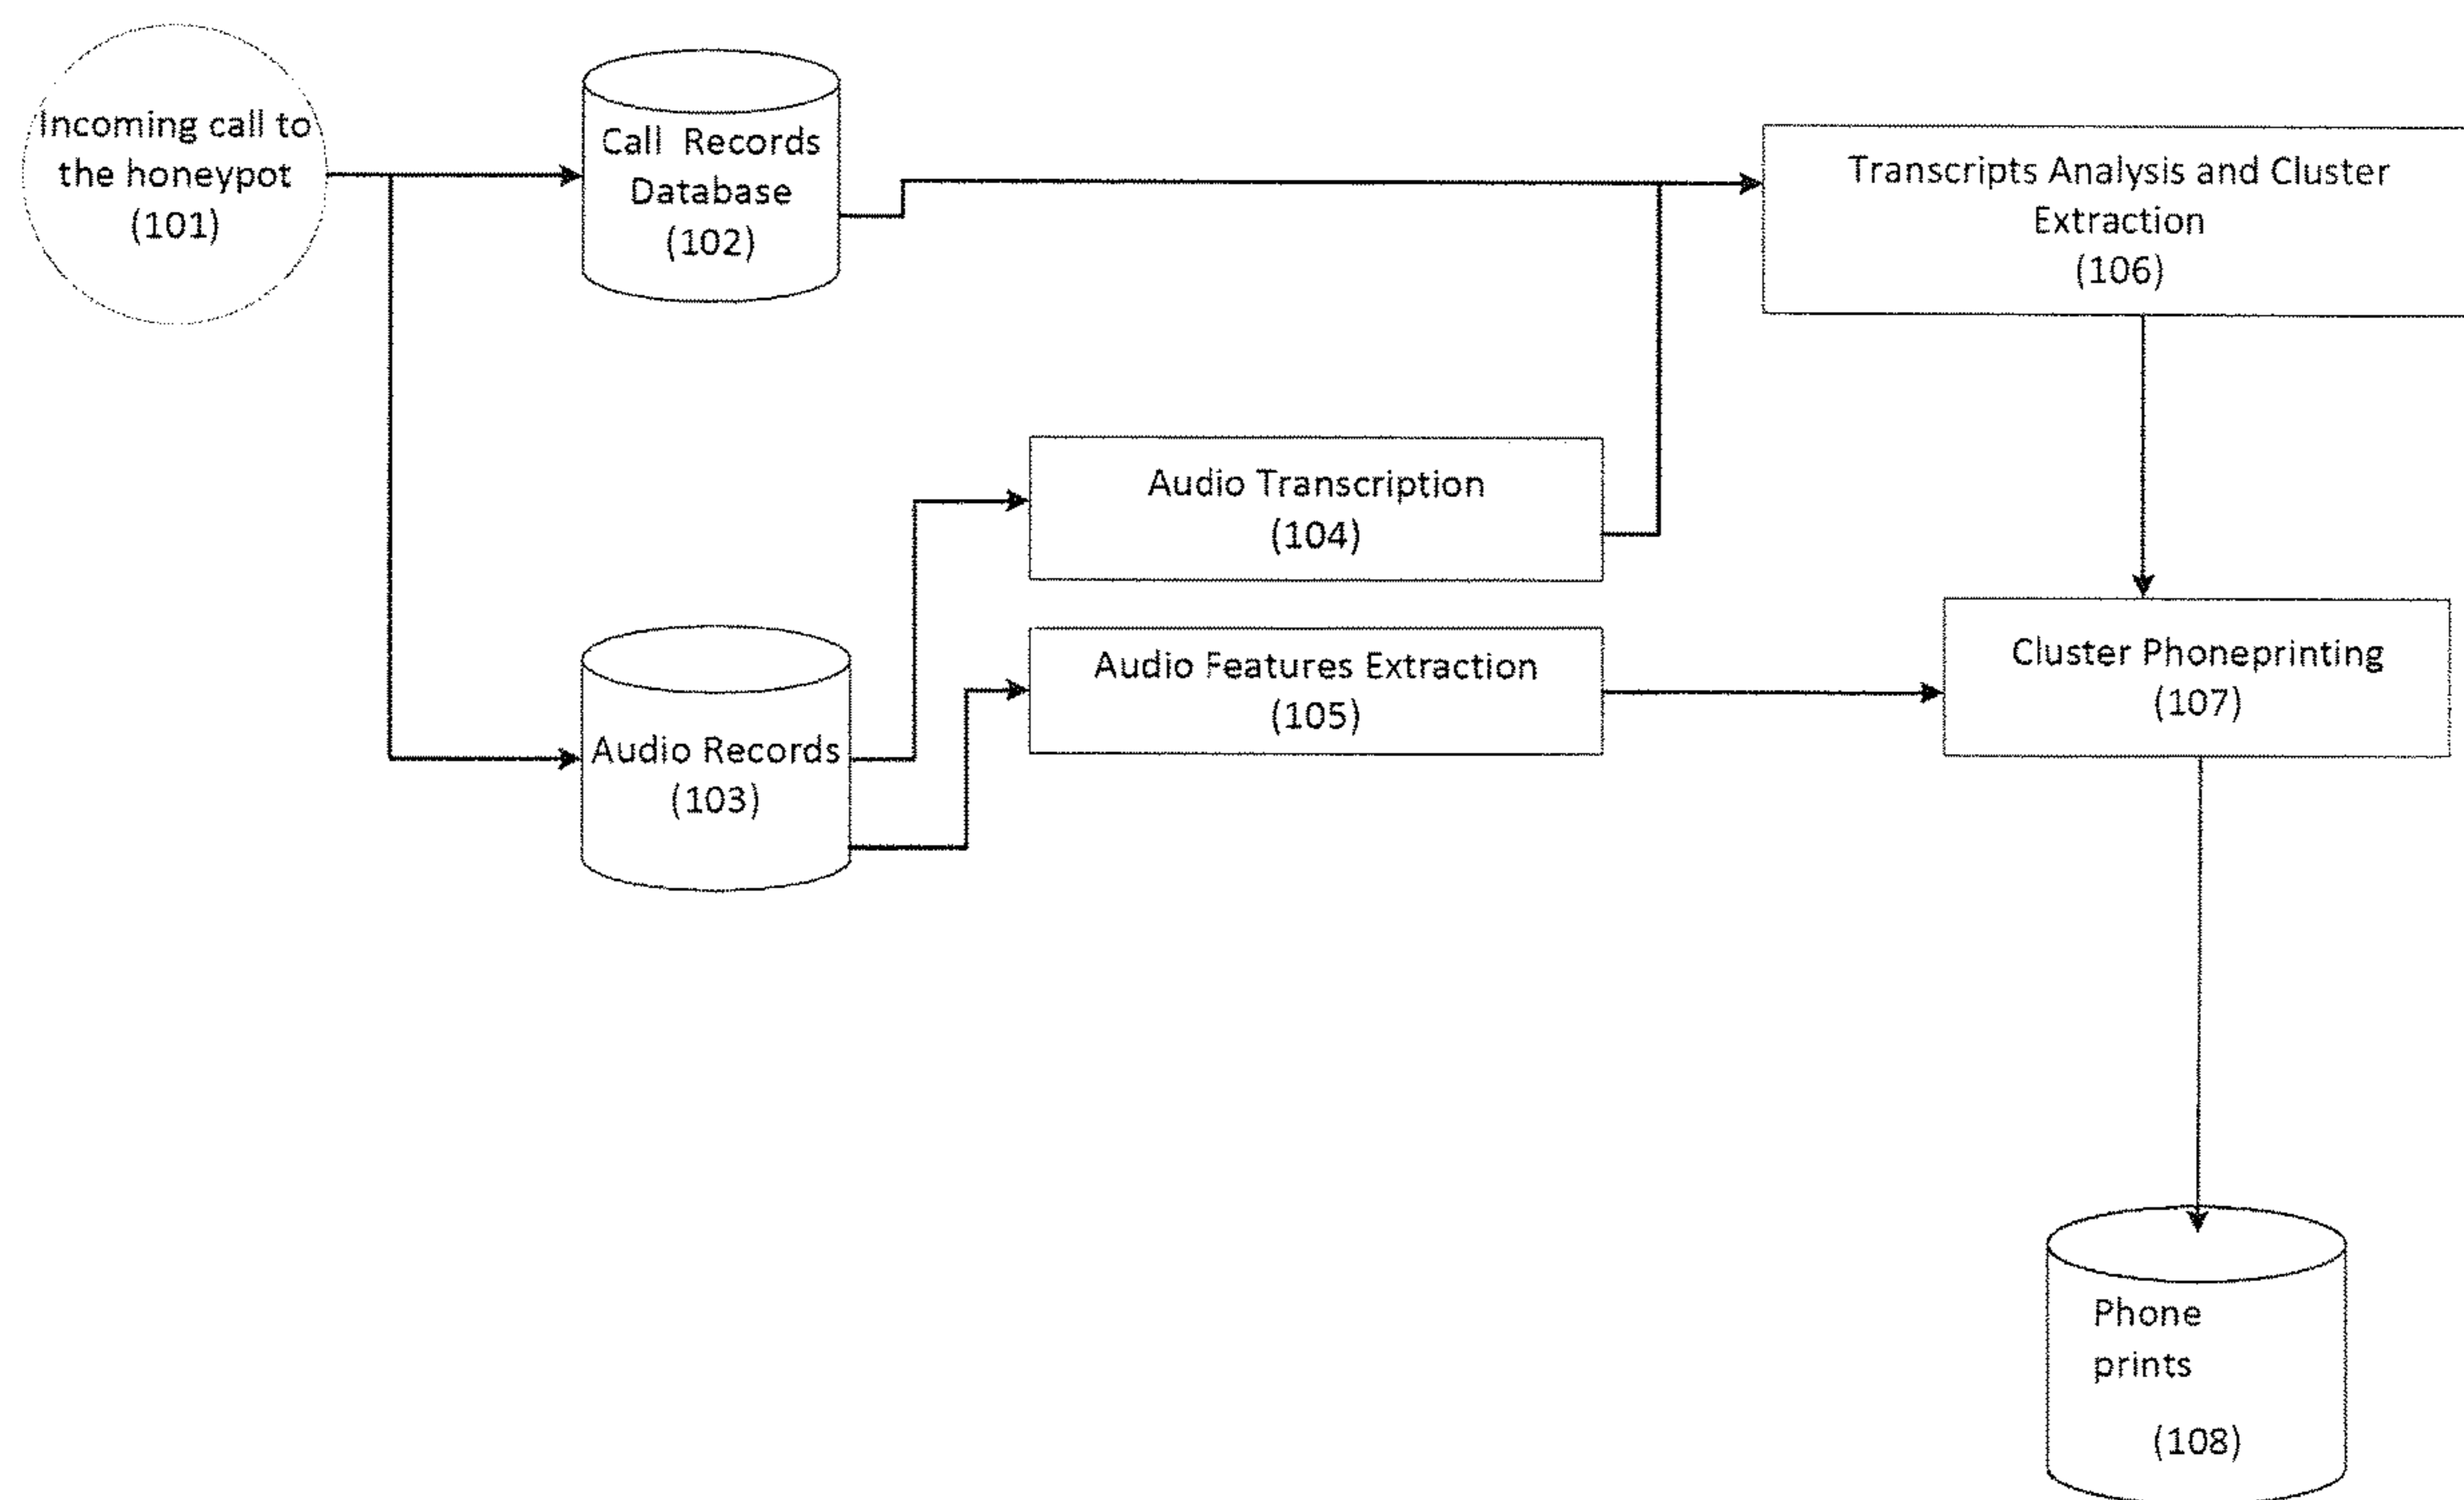 Incoming call to
the honeypot
(101)
Call Records
Database
(102)
Transcripts Analysis and Cluster
Extraction
(106)
Audio Transcription
(104)
Audio Features Extraction
(105)
Cluster Phoneprinting
(107)
Audio Records
(103)
Phone
prints
(108)